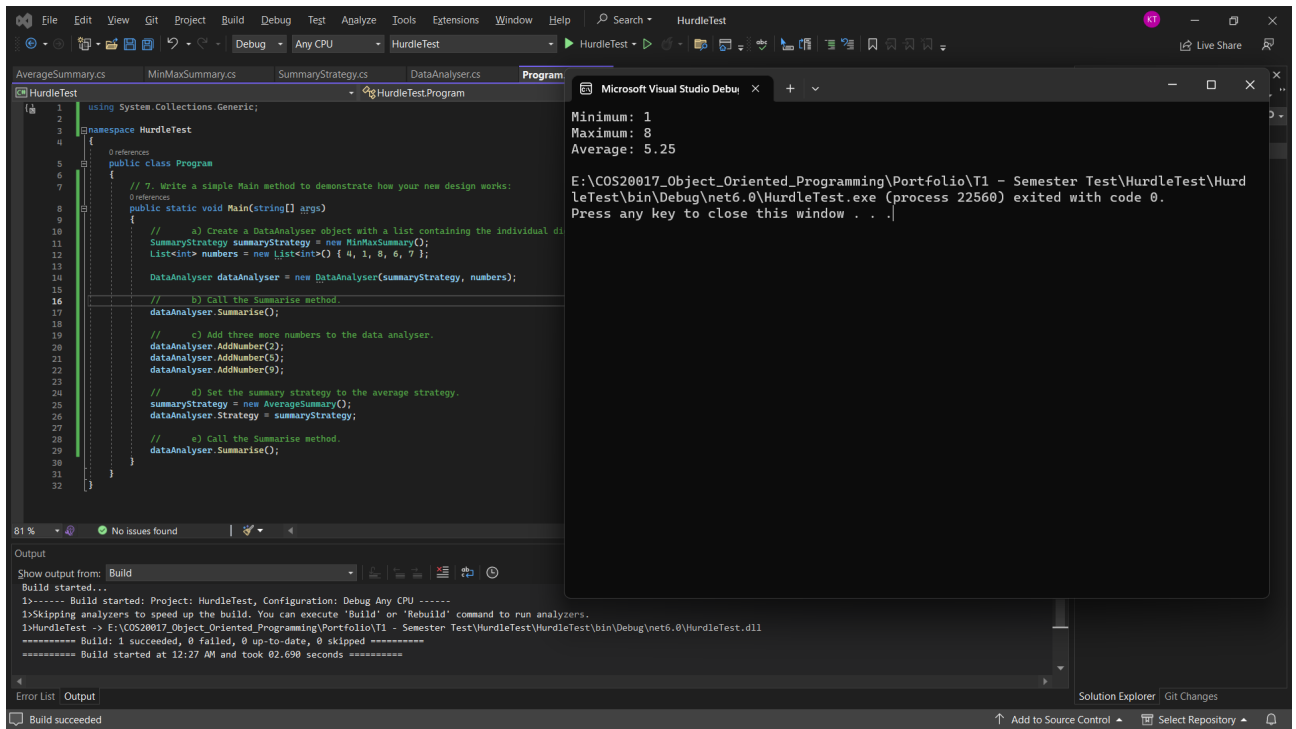 File Edit View Git Project Build Debug Test Analyze Tools Extensions Window Help Search HurdleTest KT
Debug Any CPU HurdleTest HurdleTest Live Share
AverageSummary.cs MinMaxSummary.cs SummaryStrategy.cs DataAnalyser.cs Program
HurdleTest HurdleTest.Program
1 using System.Collections.Generic;
2
3 namespace HurdleTest
4 {
0 references
5 public class Program
6 {
7 // 7. Write a simple Main method to demonstrate how your new design works:
0 references
8 public static void Main(string[] args)
9 {
10 // a) Create a DataAnalyser object with a list containing the individual di
11 SummaryStrategy summaryStrategy = new MinMaxSummary();
12 List<int> numbers = new List<int>() { 4, 1, 8, 6, 7 };
13
14 DataAnalyser dataAnalyser = new DataAnalyser(summaryStrategy, numbers);
15
16 // b) Call the Summarise method.
17 dataAnalyser.Summarise();
18
19 // c) Add three more numbers to the data analyser.
20 dataAnalyser.AddNumber(2);
21 dataAnalyser.AddNumber(5);
22 dataAnalyser.AddNumber(9);
23
24 // d) Set the summary strategy to the average strategy.
25 summaryStrategy = new AverageSummary();
26 dataAnalyser.Strategy = summaryStrategy;
27
28 // e) Call the Summarise method.
29 dataAnalyser.Summarise();
30 }
31 }
32 }
81 % No issues found
Microsoft Visual Studio Debug
Minimum: 1
Maximum: 8
Average: 5.25
E:\COS20017_Object_Oriented_Programming\Portfolio\T1 - Semester Test\HurdleTest\Hurd
leTest\bin\Debug\net6.0\HurdleTest.exe (process 22560) exited with code 0.
Press any key to close this window . . .
Output
Show output from: Build
Build started...
1>------ Build started: Project: HurdleTest, Configuration: Debug Any CPU ------
1>Skipping analyzers to speed up the build. You can execute 'Build' or 'Rebuild' command to run analyzers.
1>HurdleTest -> E:\COS20017_Object_Oriented_Programming\Portfolio\T1 - Semester Test\HurdleTest\HurdleTest\bin\Debug\net6.0\HurdleTest.dll
========== Build: 1 succeeded, 0 failed, 0 up-to-date, 0 skipped ==========
========== Build started at 12:27 AM and took 02.690 seconds ==========
Error List Output Solution Explorer Git Changes
Build succeeded Add to Source Control Select Repository